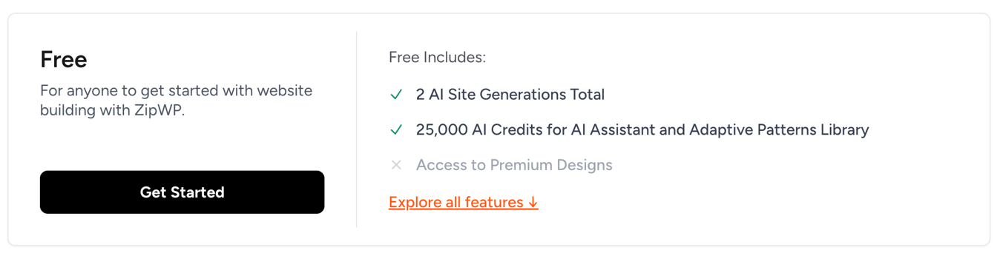 Free
For anyone to get started with website
building with ZipWP.
Get Started
Free Includes:
2 AI Site Generations Total
25,000 AI Credits for AI Assistant and Adaptive Patterns Library
Access to Premium Designs
Explore all features ↓